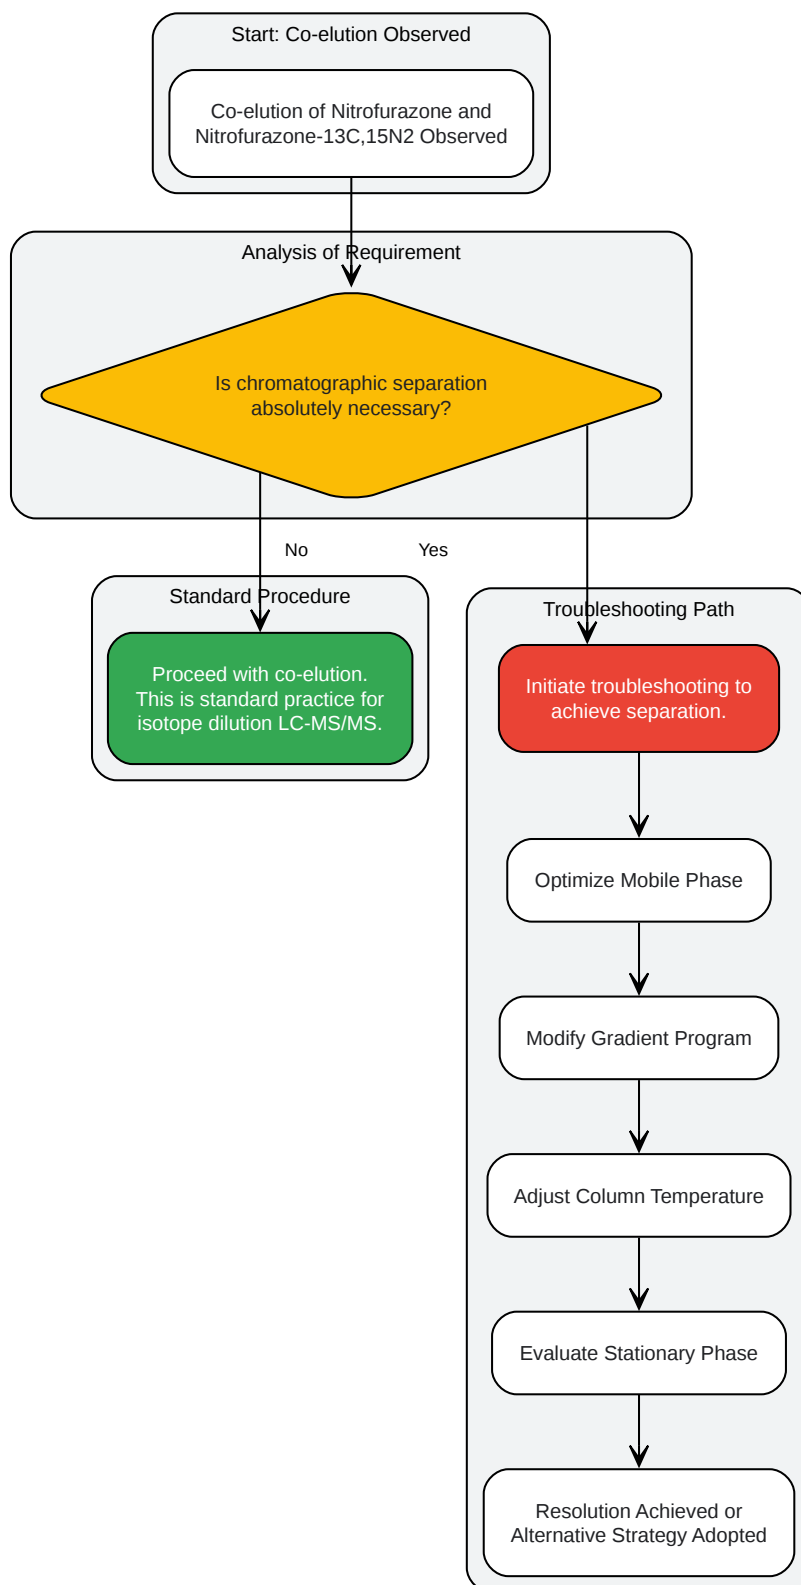 Start: Co-elution Observed
Co-elution of Nitrofurazone and
Nitrofurazone-13C,15N2 Observed
Analysis of Requirement
Is chromatographic separation
absolutely necessary?
No
Yes
Standard Procedure
Proceed with co-elution.
This is standard practice for
isotope dilution LC-MS/MS.
Troubleshooting Path
Initiate troubleshooting to
achieve separation.
Optimize Mobile Phase
Modify Gradient Program
Adjust Column Temperature
Evaluate Stationary Phase
Resolution Achieved or
Alternative Strategy Adopted